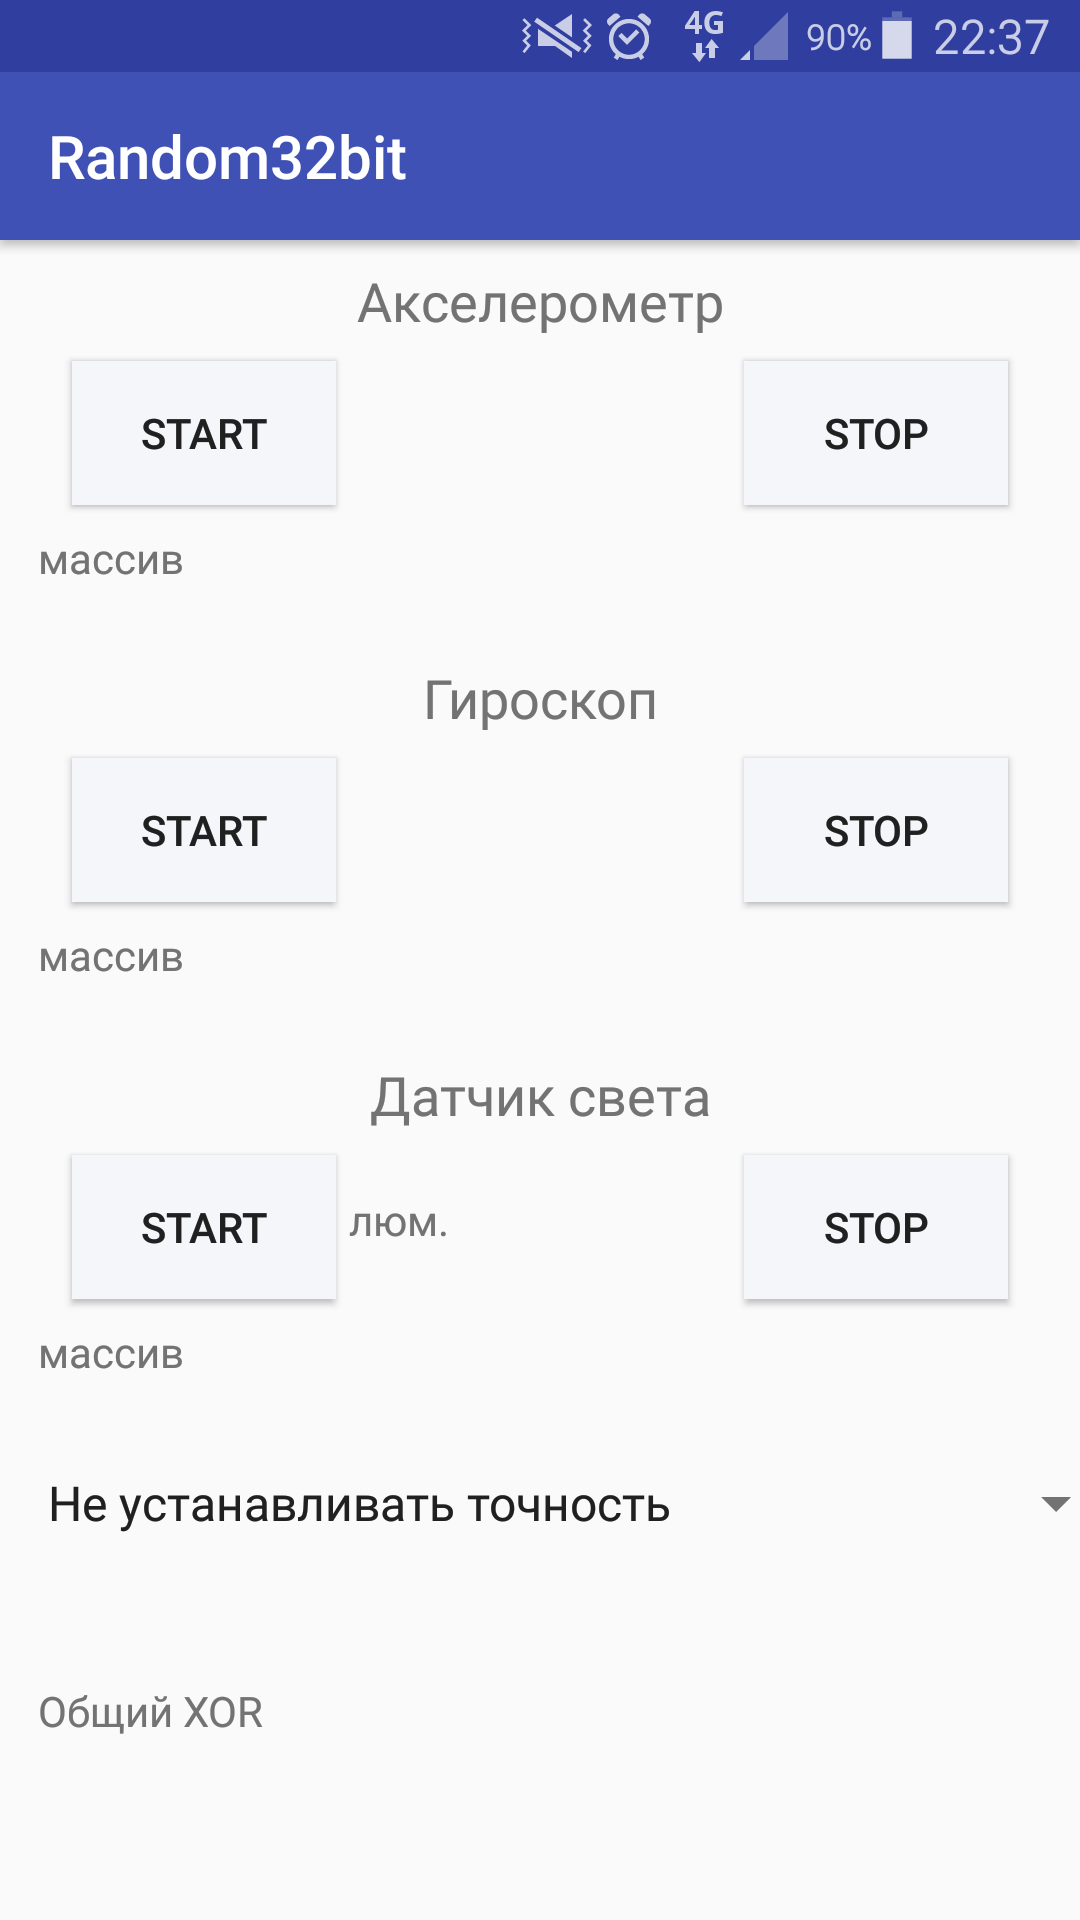 4G 90% 22:37
Random32bit
Акселерометр
START STOP
массив
Гироскоп
START STOP
массив
Датчик света
START люм. STOP
массив
Не устанавливать точность
Общий XOR